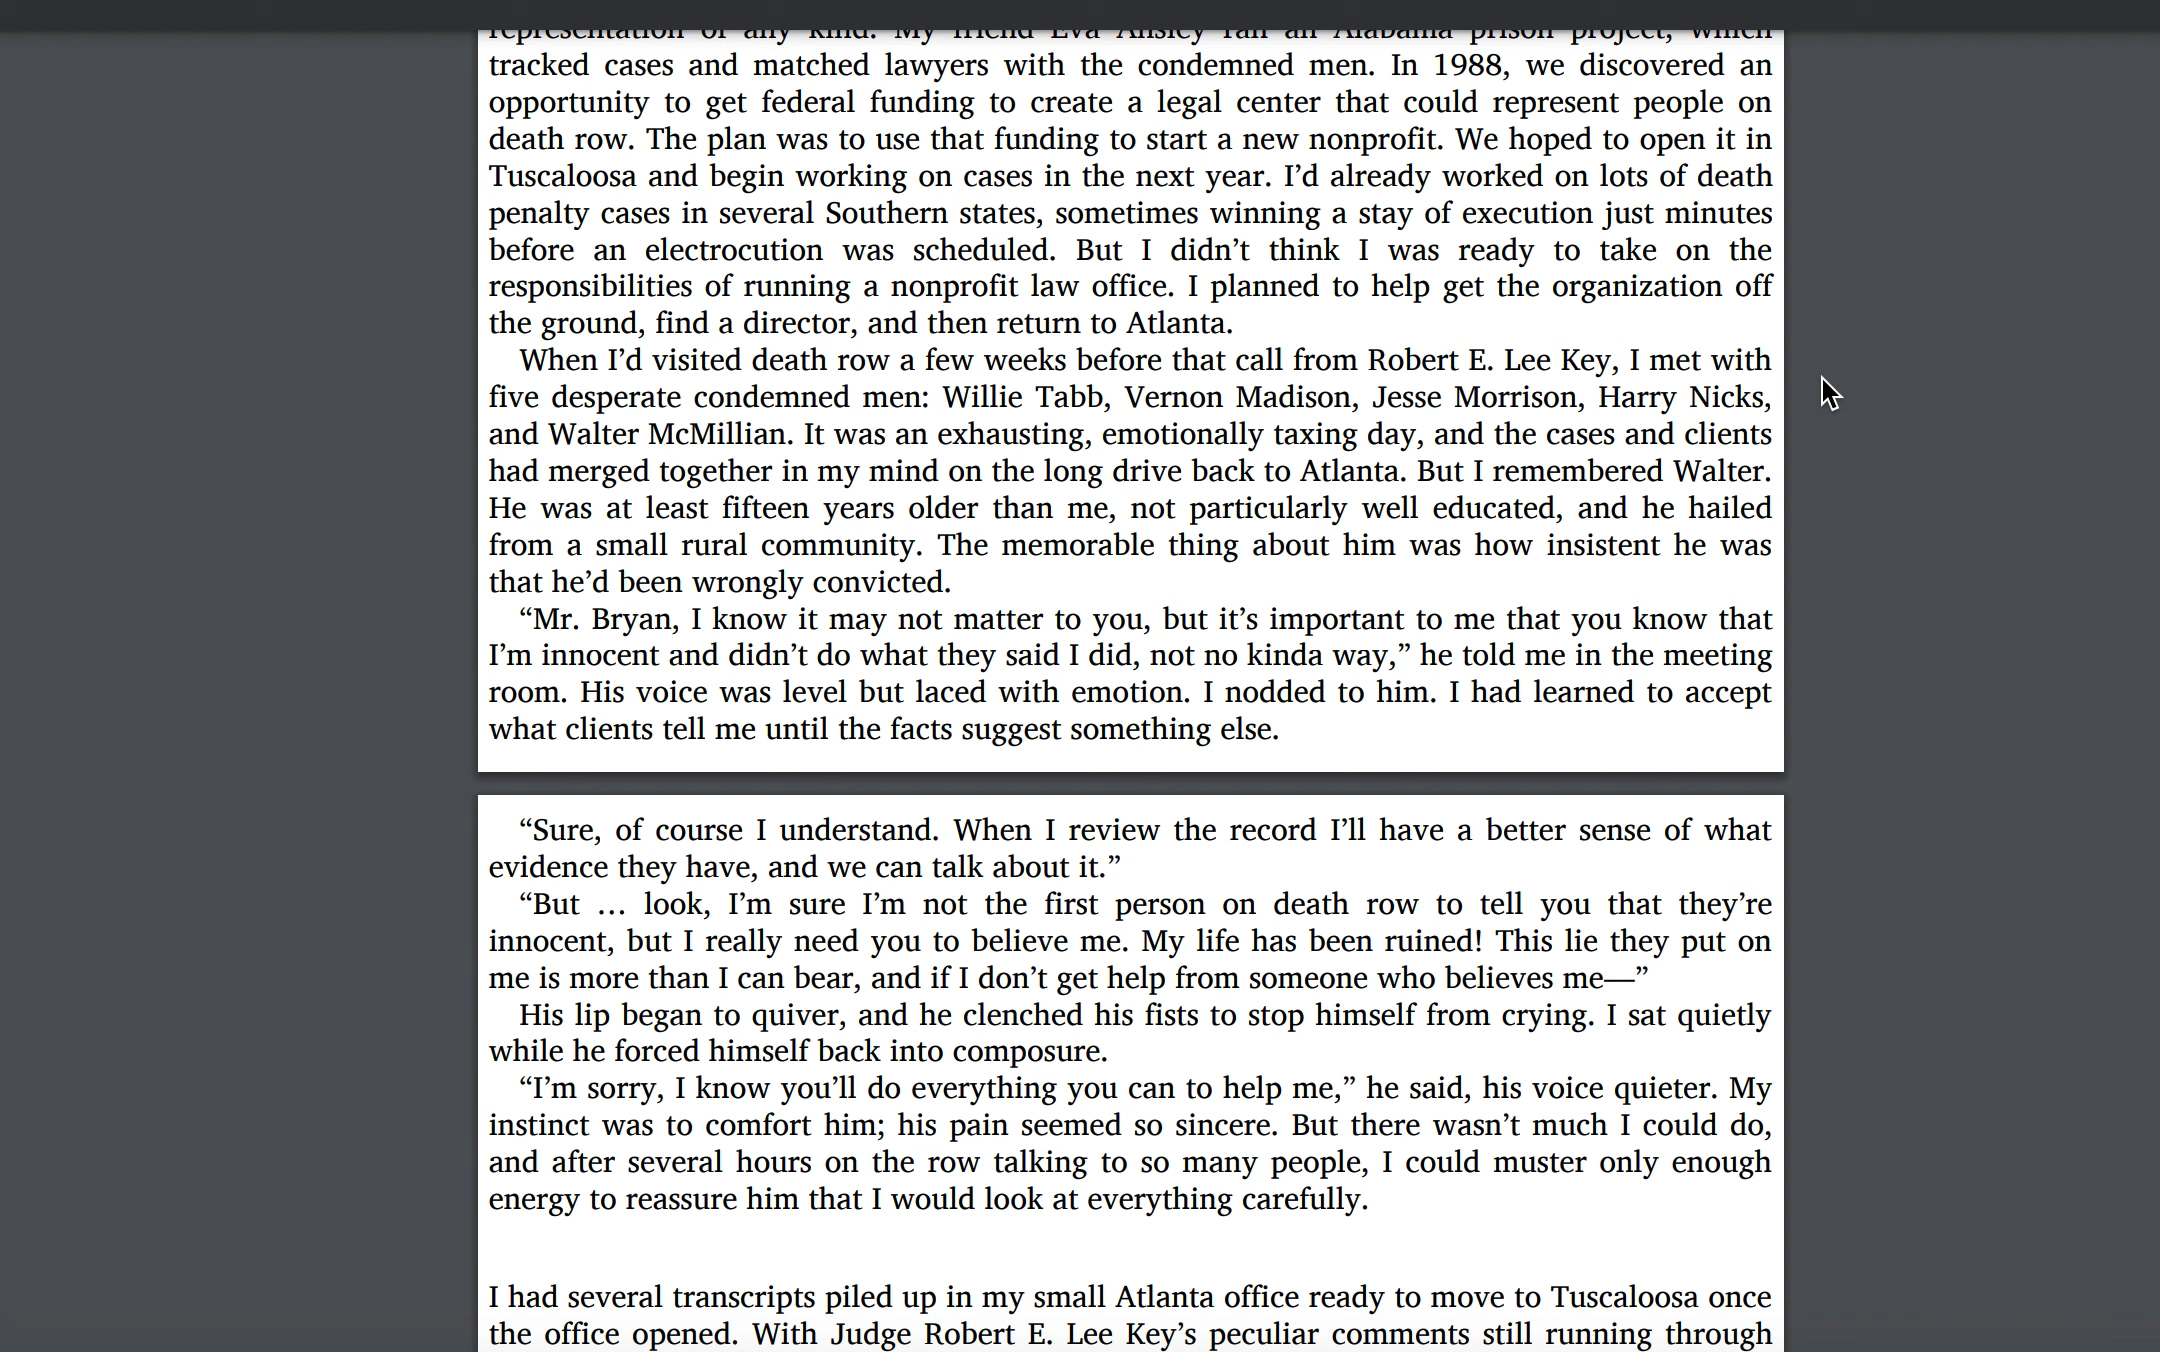 representation of any kind. My friend Eva Ansley ran an Alabama prison project, which
tracked cases and matched lawyers with the condemned men. In 1988, we discovered an
opportunity to get federal funding to create a legal center that could represent people on
death row. The plan was to use that funding to start a new nonprofit. We hoped to open it in
Tuscaloosa and begin working on cases in the next year. I’d already worked on lots of death
penalty cases in several Southern states, sometimes winning a stay of execution just minutes
before an electrocution was scheduled. But I didn’t think I was ready to take on the
responsibilities of running a nonprofit law office. I planned to help get the organization off
the ground, find a director, and then return to Atlanta.
When I’d visited death row a few weeks before that call from Robert E. Lee Key, I met with
five desperate condemned men: Willie Tabb, Vernon Madison, Jesse Morrison, Harry Nicks,
and Walter McMillian. It was an exhausting, emotionally taxing day, and the cases and clients
had merged together in my mind on the long drive back to Atlanta. But I remembered Walter.
He was at least fifteen years older than me, not particularly well educated, and he hailed
from a small rural community. The memorable thing about him was how insistent he was
that he’d been wrongly convicted.
“Mr. Bryan, I know it may not matter to you, but it’s important to me that you know that
I’m innocent and didn’t do what they said I did, not no kinda way,” he told me in the meeting
room. His voice was level but laced with emotion. I nodded to him. I had learned to accept
what clients tell me until the facts suggest something else.
“Sure, of course I understand. When I review the record I’ll have a better sense of what
evidence they have, and we can talk about it.”
“But … look, I’m sure I’m not the first person on death row to tell you that they’re
innocent, but I really need you to believe me. My life has been ruined! This lie they put on
me is more than I can bear, and if I don’t get help from someone who believes me—”
His lip began to quiver, and he clenched his fists to stop himself from crying. I sat quietly
while he forced himself back into composure.
“I’m sorry, I know you’ll do everything you can to help me,” he said, his voice quieter. My
instinct was to comfort him; his pain seemed so sincere. But there wasn’t much I could do,
and after several hours on the row talking to so many people, I could muster only enough
energy to reassure him that I would look at everything carefully.
I had several transcripts piled up in my small Atlanta office ready to move to Tuscaloosa once
the office opened. With Judge Robert E. Lee Key’s peculiar comments still running through